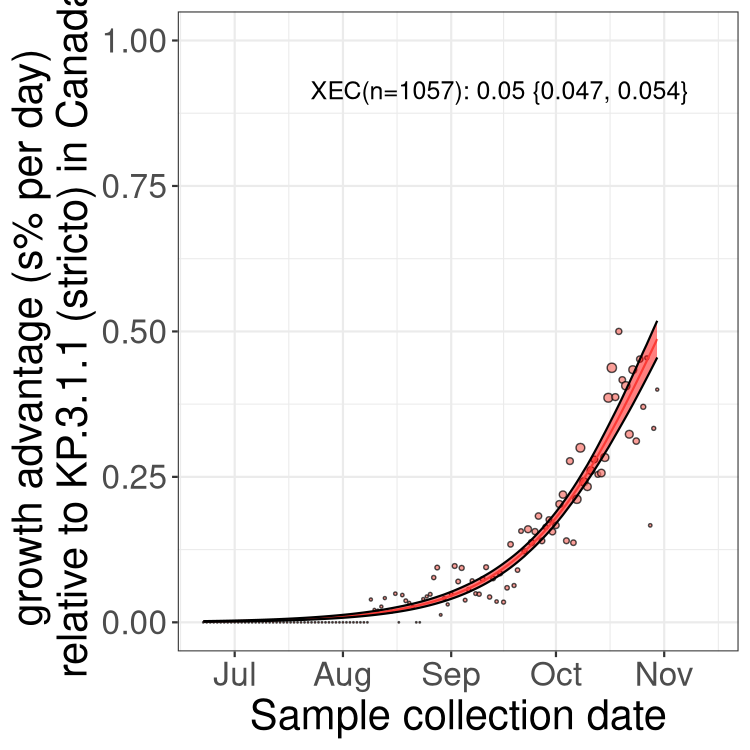 growth advantage (s% per day)
relative to KP.3.1.1 (stricto) in Canada
1.00
0.75
0.50
0.25
0.00
XEC(n=1057): 0.05 {0.047, 0.054}
Jul Aug Sep Oct Nov
Sample collection date